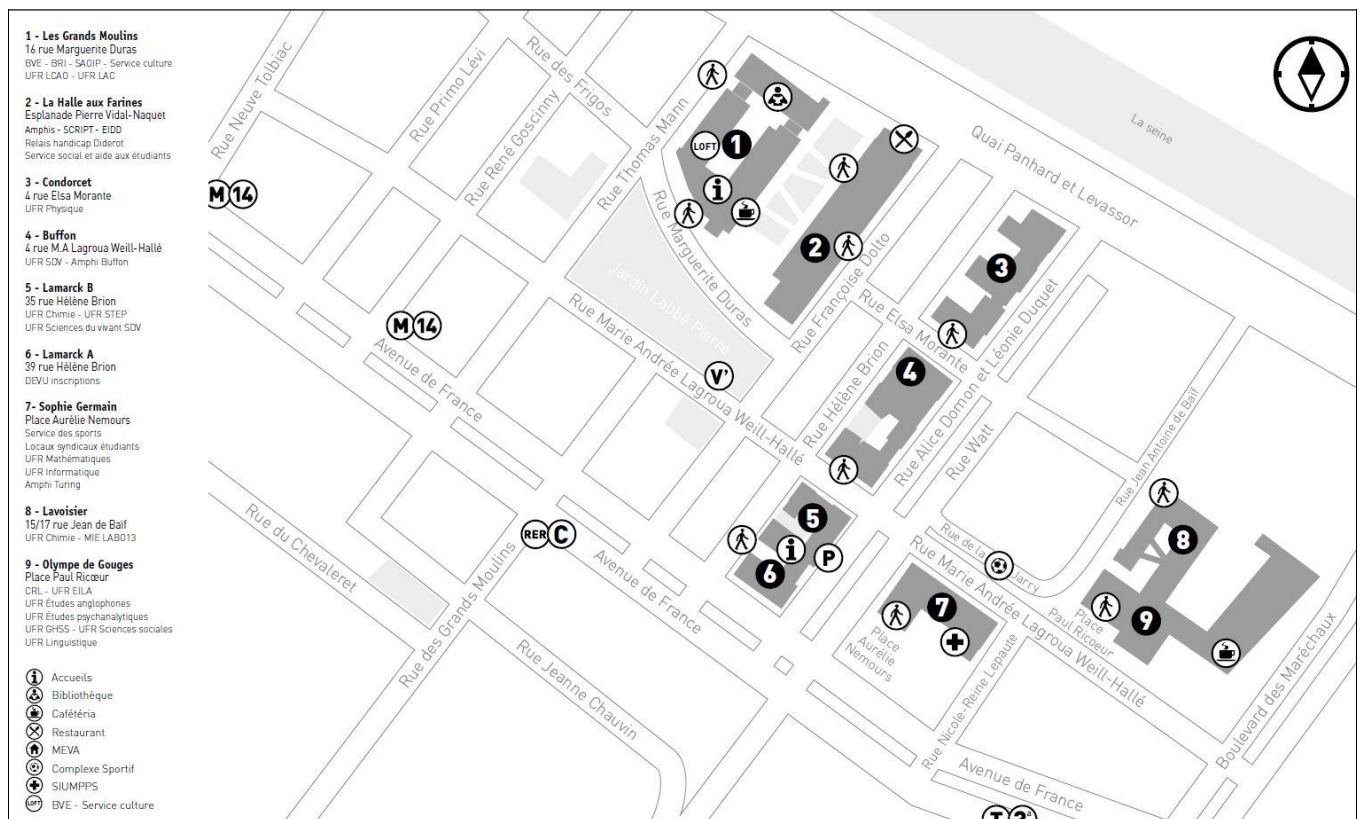 1 - Les Grands Moulins
16 rue Marguerite Duras
BVE - BRI - SAOIP - Service culture
UFR LCAO - UFR LAC
2 - La Halle aux Farines
Esplanade Pierre Vidal-Naquet
Amphis - SCRIPT - EIDD
Relais handicap Diderot
Service social et aide aux étudiants
3 - Condorcet
4 rue Elsa Morante
UFR Physique
4 - Buffon
4 rue M.A Lagroua Weill-Hallé
UFR SDV - Amphi Buffon
5 - Lamarck B
35 rue Hélène Brion
UFR Chimie - UFR STEP
UFR Sciences du vivant SDV
6 - Lamarck A
39 rue Hélène Brion
DEVU inscriptions
7- Sophie Germain
Place Aurélie Nemours
Service des sports
Locaux syndicaux étudiants
UFR Mathématiques
UFR Informatique
Amphi Turing
8 - Lavoisier
15/17 rue Jean de Baïf
UFR Chimie - MIE LAB013
9 - Olympe de Gouges
Place Paul Ricœur
CRL - UFR EILA
UFR Études anglophones
UFR Études psychanalytiques
UFR GHSS - UFR Sciences sociales
UFR Linguistique
i Accueils
Bibliothèque
Cafétéria
Restaurant
MEVA
Complexe Sportif
SIUMPPS
LOFT BVE - Service culture
Rue Neuve Tolbiac
Rue Primo Lévi
Rue des Frigos
Rue René Goscinny
Rue Thomas Mann
LOFT
1
i
Quai Panhard et Levassor
La seine
M 14
Rue Marguerite Duras
2
Rue Françoise Dolto
3
Jardin Labbé Pierre
Rue Elsa Morante
M 14
Avenue de France
Rue Marie Andrée Lagroua Weill-Hallé
V'
Rue Hélène Brion
4
Rue Alice Domon et Léonie Duquet
Rue Watt
Rue Jean Antoine de Baïf
5
i
P
6
RER C
Avenue de France
Rue du Chevaleret
Rue des Grands Moulins
Rue Jeanne Chauvin
Rue de la
Jarry
Rue Marie Andrée Lagroua Weill-Hallé
7
Place
Aurélie
Nemours
8
9
Place
Paul Ricoeur
Rue Nicole-Reine Lepaute
Boulevard des Maréchaux
Avenue de France
T 3a